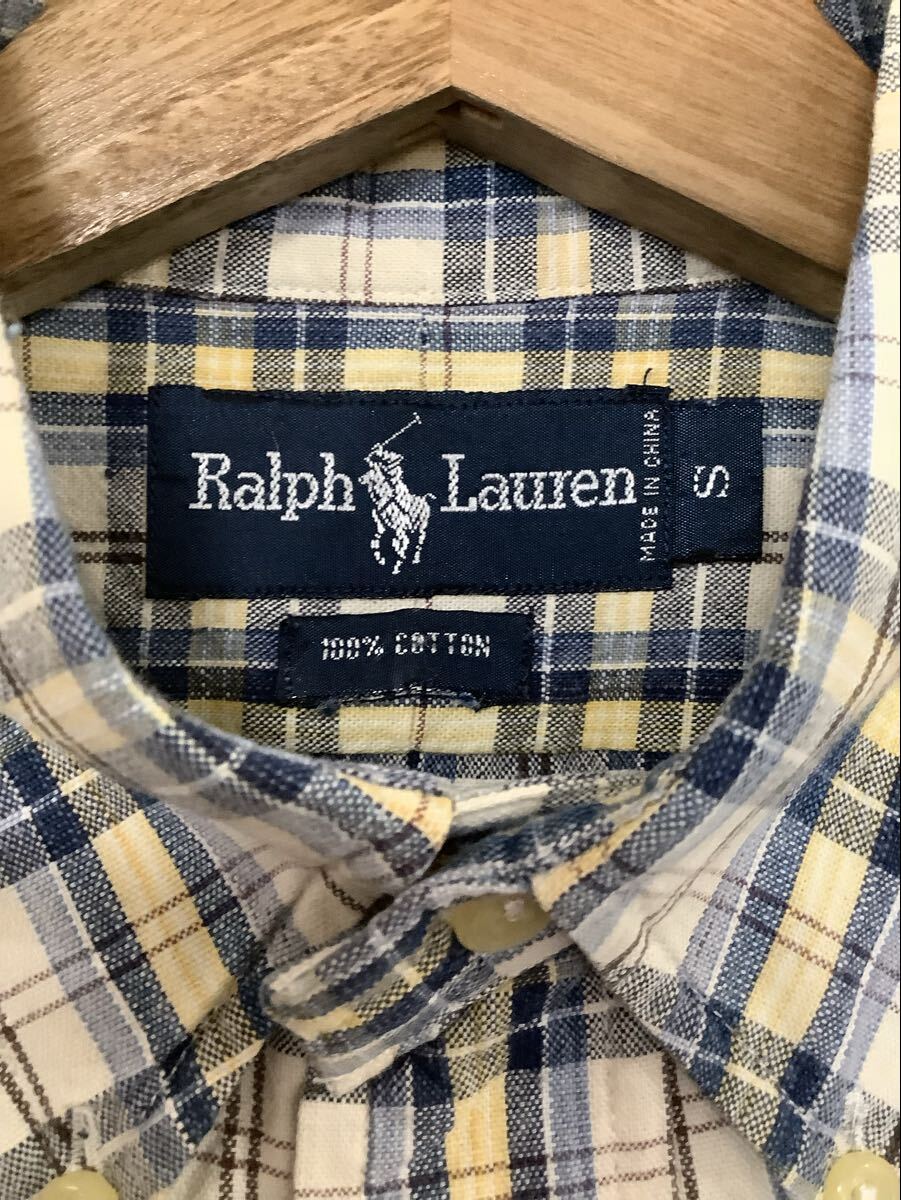 Ralph Lauren
MADE IN CHINA
S
100% COTTON